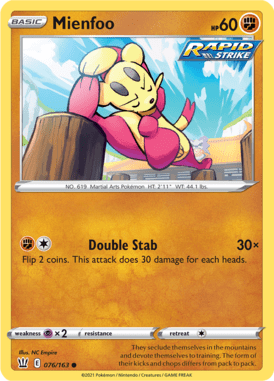 BASIC Mienfoo HP60
RAPID STRIKE
NO. 619 Martial Arts Pokémon HT: 2'11" WT: 44.1 lbs.
Double Stab 30×
Flip 2 coins. This attack does 30 damage for each heads.
weakness ×2 resistance retreat
Illus. NC Empire
076/163
They seclude themselves in the mountains
and devote themselves to training. The form of
their kicks and chops differs from pack to pack.
©2021 Pokémon / Nintendo / Creatures / GAME FREAK